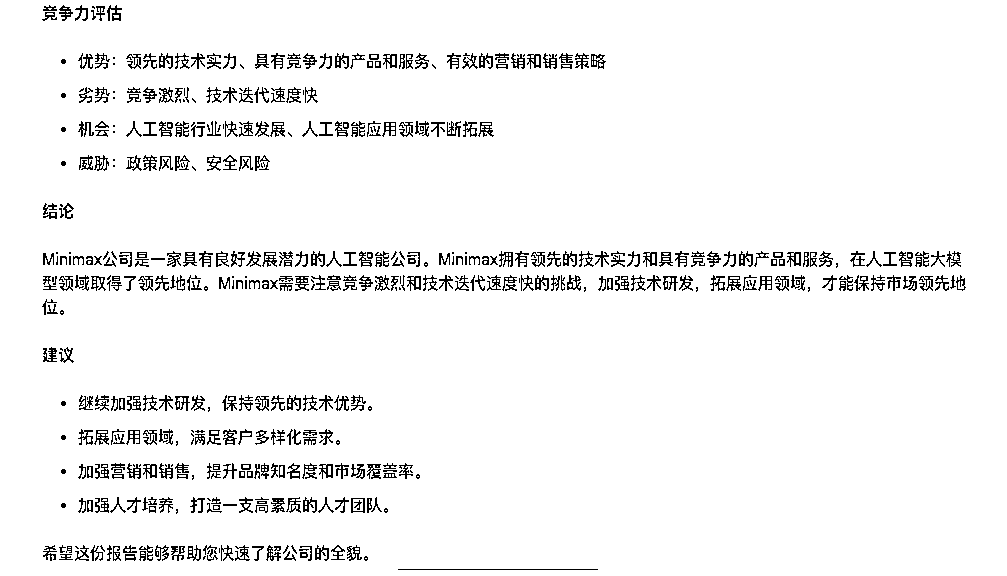 竞争力评估
• 优势：领先的技术实力、具有竞争力的产品和服务、有效的营销和销售策略
• 劣势：竞争激烈、技术迭代速度快
• 机会：人工智能行业快速发展、人工智能应用领域不断拓展
• 威胁：政策风险、安全风险
结论
Minimax公司是一家具有良好发展潜力的人工智能公司。Minimax拥有领先的技术实力和具有竞争力的产品和服务，在人工智能大模
型领域取得了领先地位。Minimax需要注意竞争激烈和技术迭代速度快的挑战，加强技术研发，拓展应用领域，才能保持市场领先地
位。
建议
• 继续加强技术研发，保持领先的技术优势。
• 拓展应用领域，满足客户多样化需求。
• 加强营销和销售，提升品牌知名度和市场覆盖率。
• 加强人才培养，打造一支高素质的人才团队。
希望这份报告能够帮助您快速了解公司的全貌。